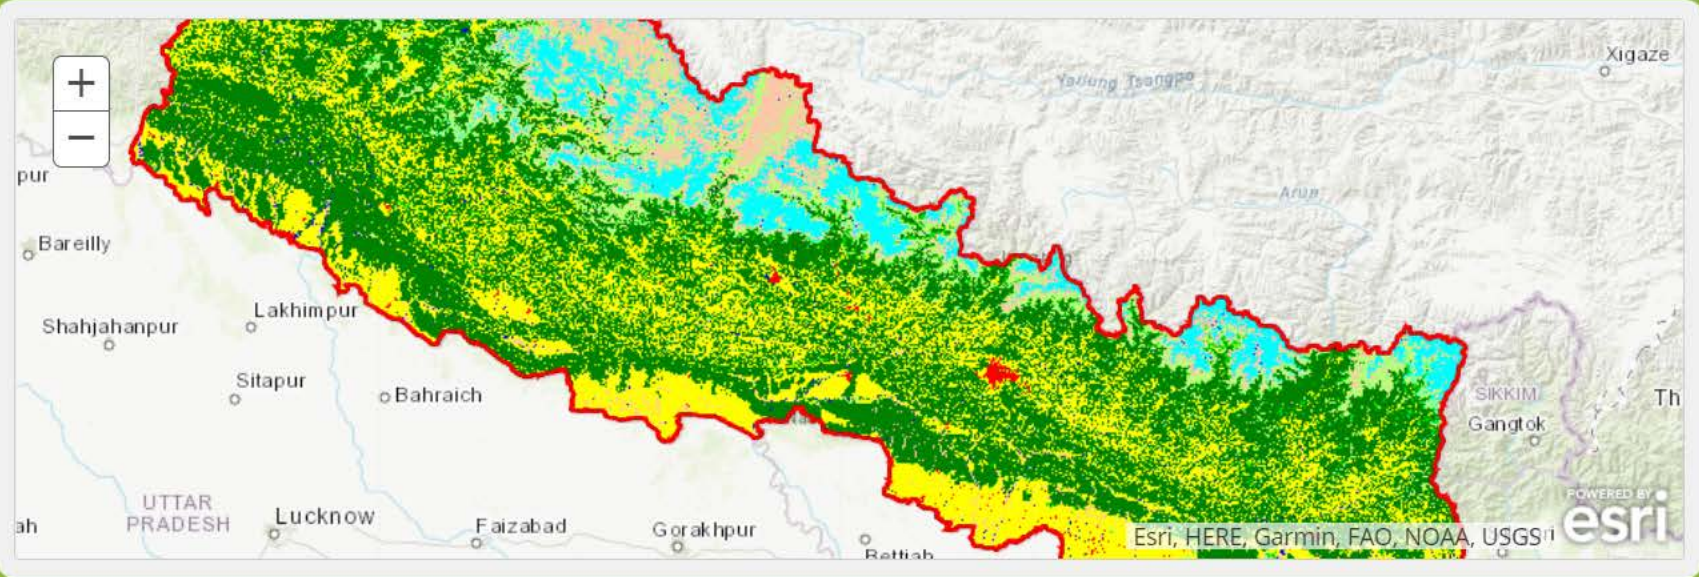 Xigaze
Yarlung Tsangpo
+
−
pur
Arun
Bareilly
Lakhimpur
Shahjahanpur
Sitapur
Bahraich
SIKKIM
Th
Gangtok
UTTAR
PRADESH
Lucknow
ah
Faizabad
Gorakhpur
Bettiah
POWERED BY
esri
Esri, HERE, Garmin, FAO, NOAA, USGS